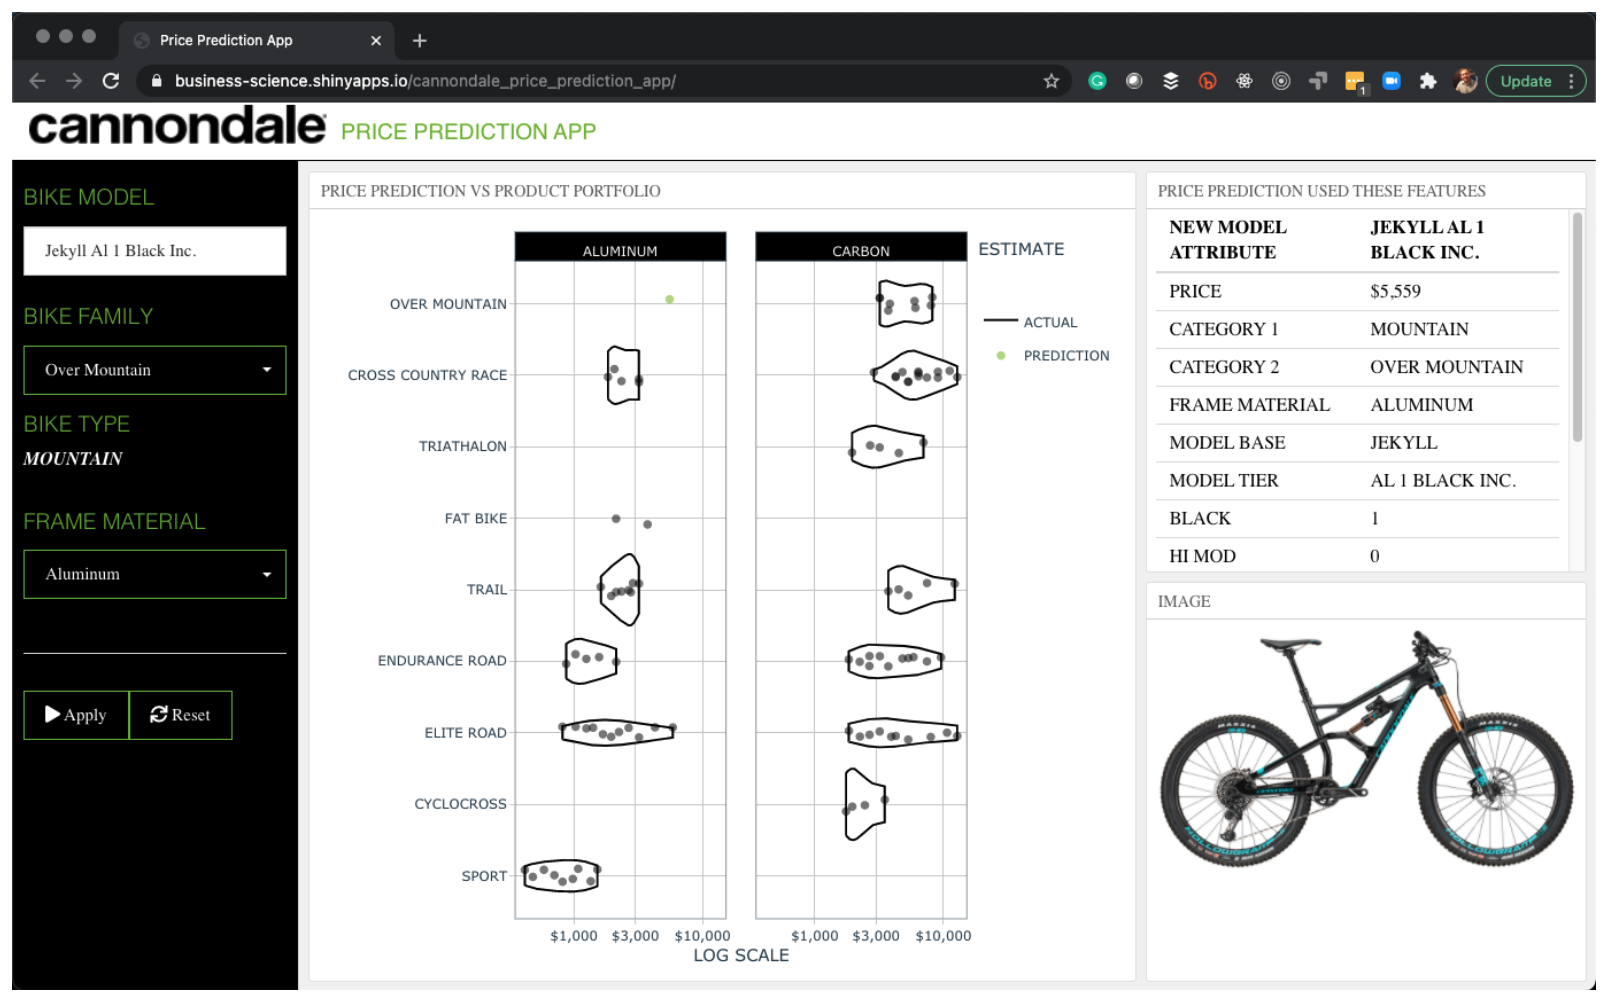 Price Prediction App
business-science.shinyapps.io/cannondale_price_prediction_app/
1
Update
cannondale PRICE PREDICTION APP
BIKE MODEL
Jekyll Al 1 Black Inc.
BIKE FAMILY
Over Mountain
BIKE TYPE
MOUNTAIN
FRAME MATERIAL
Aluminum
Apply
Reset
PRICE PREDICTION VS PRODUCT PORTFOLIO
ALUMINUM
CARBON
ESTIMATE
ACTUAL
PREDICTION
OVER MOUNTAIN
CROSS COUNTRY RACE
TRIATHALON
FAT BIKE
TRAIL
ENDURANCE ROAD
ELITE ROAD
CYCLOCROSS
SPORT
$1,000 $3,000 $10,000 $1,000 $3,000 $10,000
LOG SCALE
PRICE PREDICTION USED THESE FEATURES
NEW MODEL ATTRIBUTE JEKYLL AL 1 BLACK INC.
PRICE $5,559
CATEGORY 1 MOUNTAIN
CATEGORY 2 OVER MOUNTAIN
FRAME MATERIAL ALUMINUM
MODEL BASE JEKYLL
MODEL TIER AL 1 BLACK INC.
BLACK 1
HI MOD 0
IMAGE
HOLLOWGRAM
HOLLOWGRAM